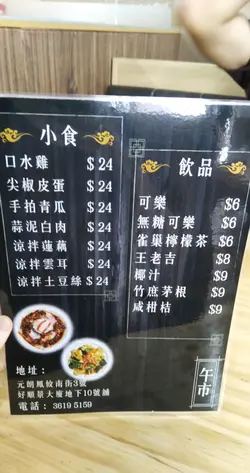 小食
口水雞 $24
尖椒皮蛋 $24
手拍青瓜 $24
蒜泥白肉 $24
涼拌蓮藕 $24
涼拌雲耳 $24
涼拌土豆絲 $24
飲品
可樂 $6
無糖可樂 $6
雀巢檸檬茶 $6
王老吉 $8
椰汁 $9
竹庶茅根 $9
咸柑桔 $9
午市
地址:
元朗鳳攸南街3號
好順景大廈地下10號舖
電話: 3619 5159